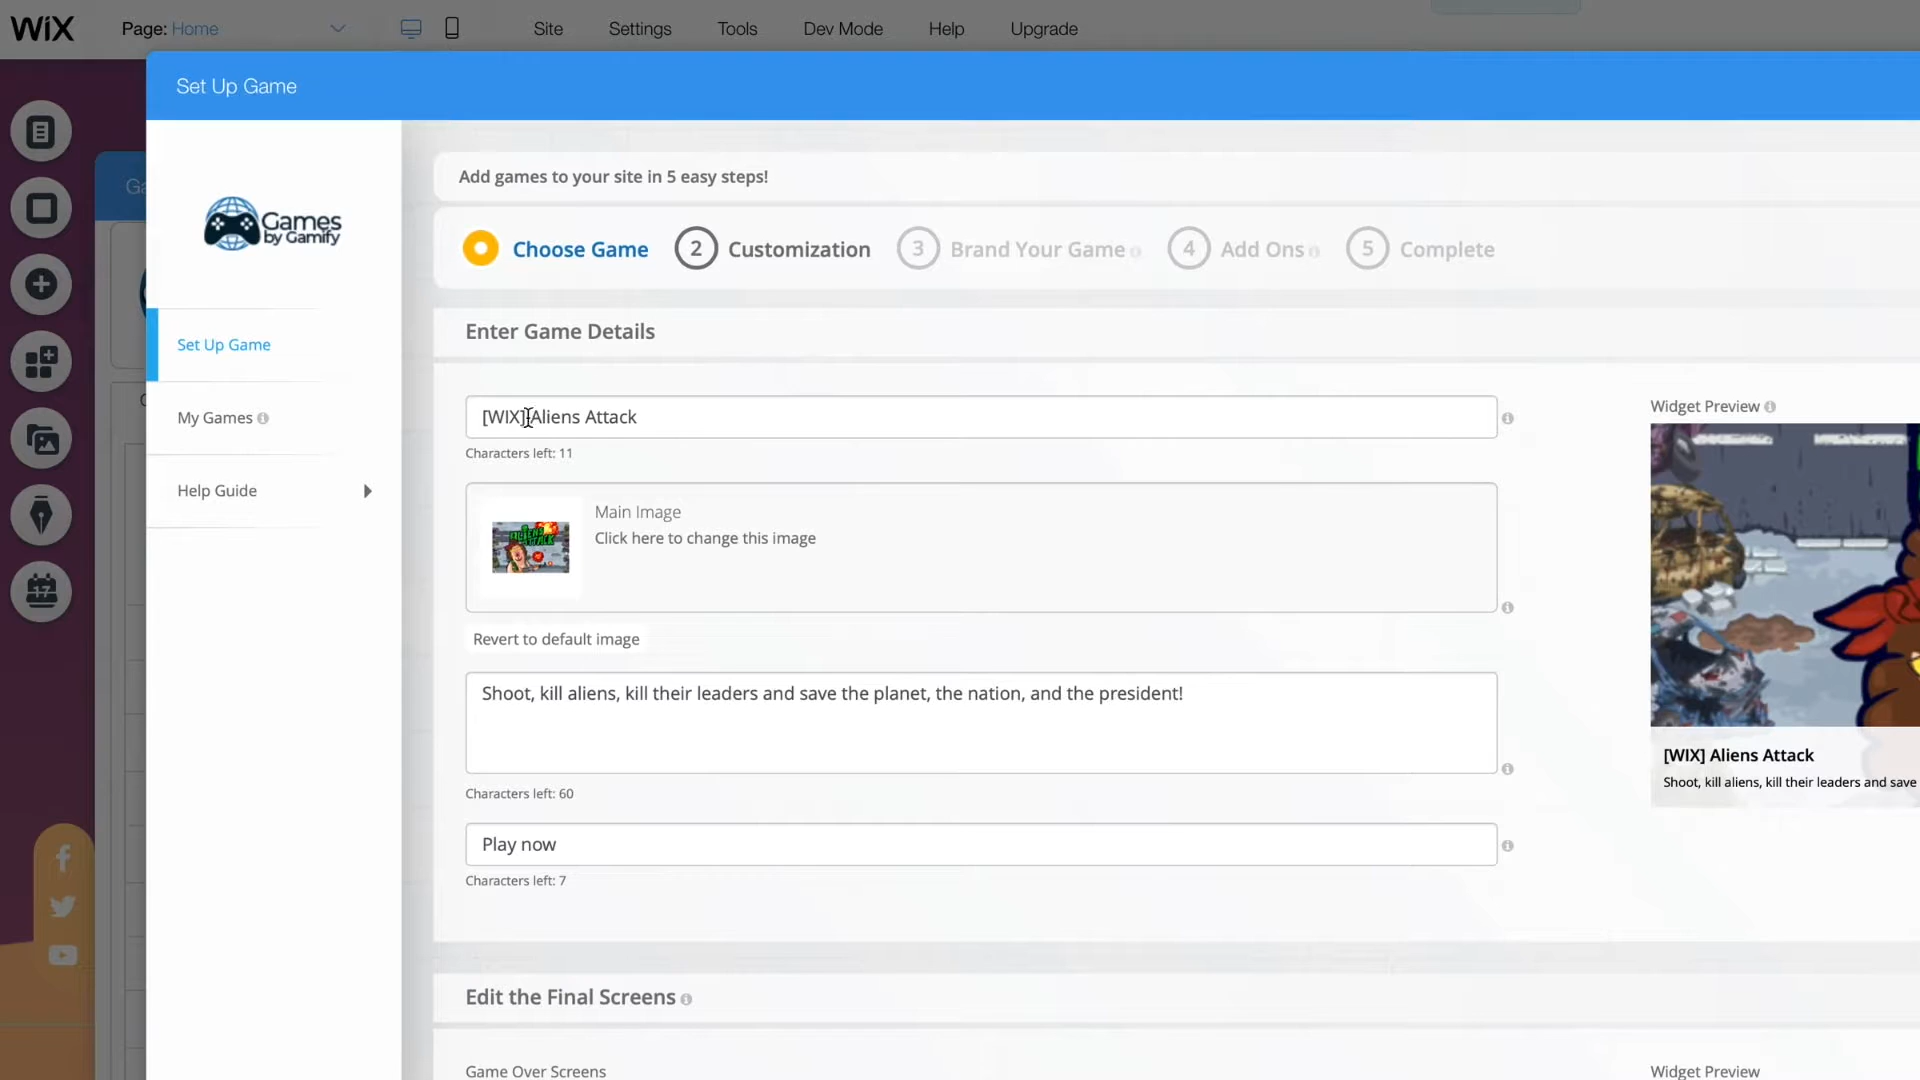 WiX
Page: Home
Site
Settings
Tools
Dev Mode
Help
Upgrade
Set Up Game
Ga
Games
by Gamify
Set Up Game
My Games
Help Guide
Add games to your site in 5 easy steps!
Choose Game
2 Customization
3 Brand Your Game
4 Add Ons
5 Complete
Enter Game Details
[WIX] Aliens Attack
Characters left: 11
ALIENS
ATTACK
Main Image
Click here to change this image
Revert to default image
Shoot, kill aliens, kill their leaders and save the planet, the nation, and the president!
Characters left: 60
Play now
Characters left: 7
Widget Preview
[WIX] Aliens Attack
Shoot, kill aliens, kill their leaders and save
Edit the Final Screens
Game Over Screens
Widget Preview
17